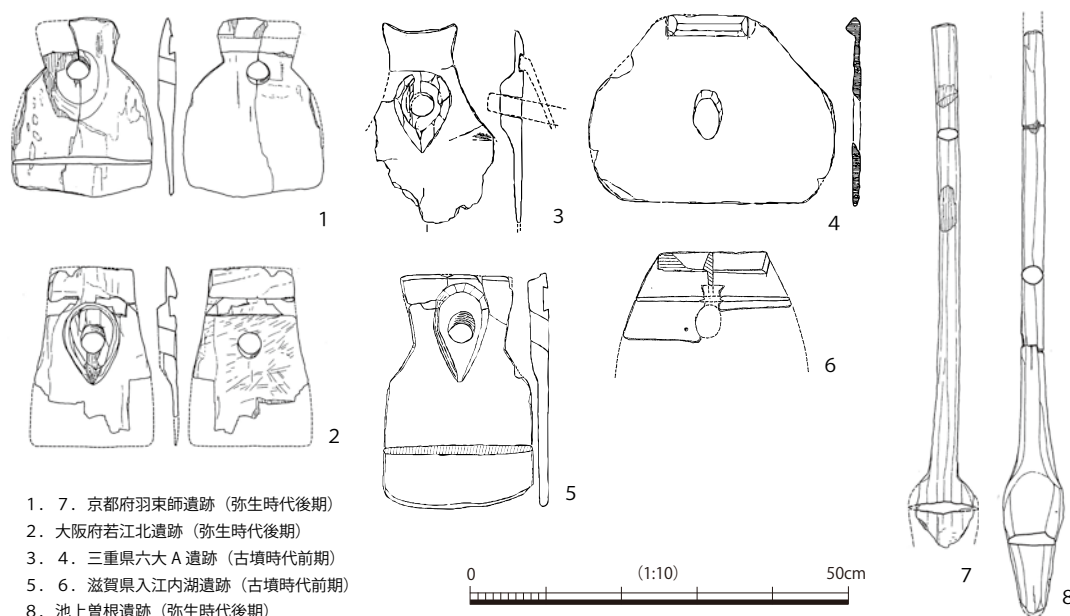 1
2
3
4
5
6
7
8
1．7．京都府羽束師遺跡（弥生時代後期）
2．大阪府若江北遺跡（弥生時代後期）
3．4．三重県六大 A 遺跡（古墳時代前期）
5．6．滋賀県入江内湖遺跡（古墳時代前期）
8．池上曽根遺跡（弥生時代後期）
0 (1:10) 50cm